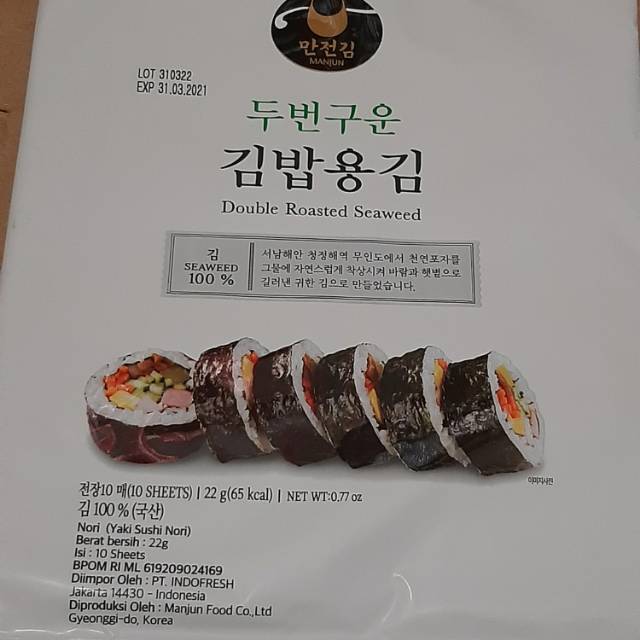 만전김
MANJUN
LOT 310322
EXP 31.03.2021
두번구운
김밥용김
Double Roasted Seaweed
김
SEAWEED
100 %
서남해안 청정해역 무인도에서 천연포자를
그물에 자연스럽게 착상시켜 바람과 햇볕으로
길러낸 귀한 김으로 만들었습니다.
이미지사진
전장10 매(10 SHEETS) | 22 g(65 kcal) | NET WT:0.77 oz
김 100 % (국산)
Nori (Yaki Sushi Nori)
Berat bersih : 22g
Isi : 10 Sheets
BPOM RI ML 619209024169
Diimpor Oleh : PT. INDOFRESH
Jakarta 14430 - Indonesia
Diproduksi Oleh : Manjun Food Co.,Ltd
Gyeonggi-do, Korea